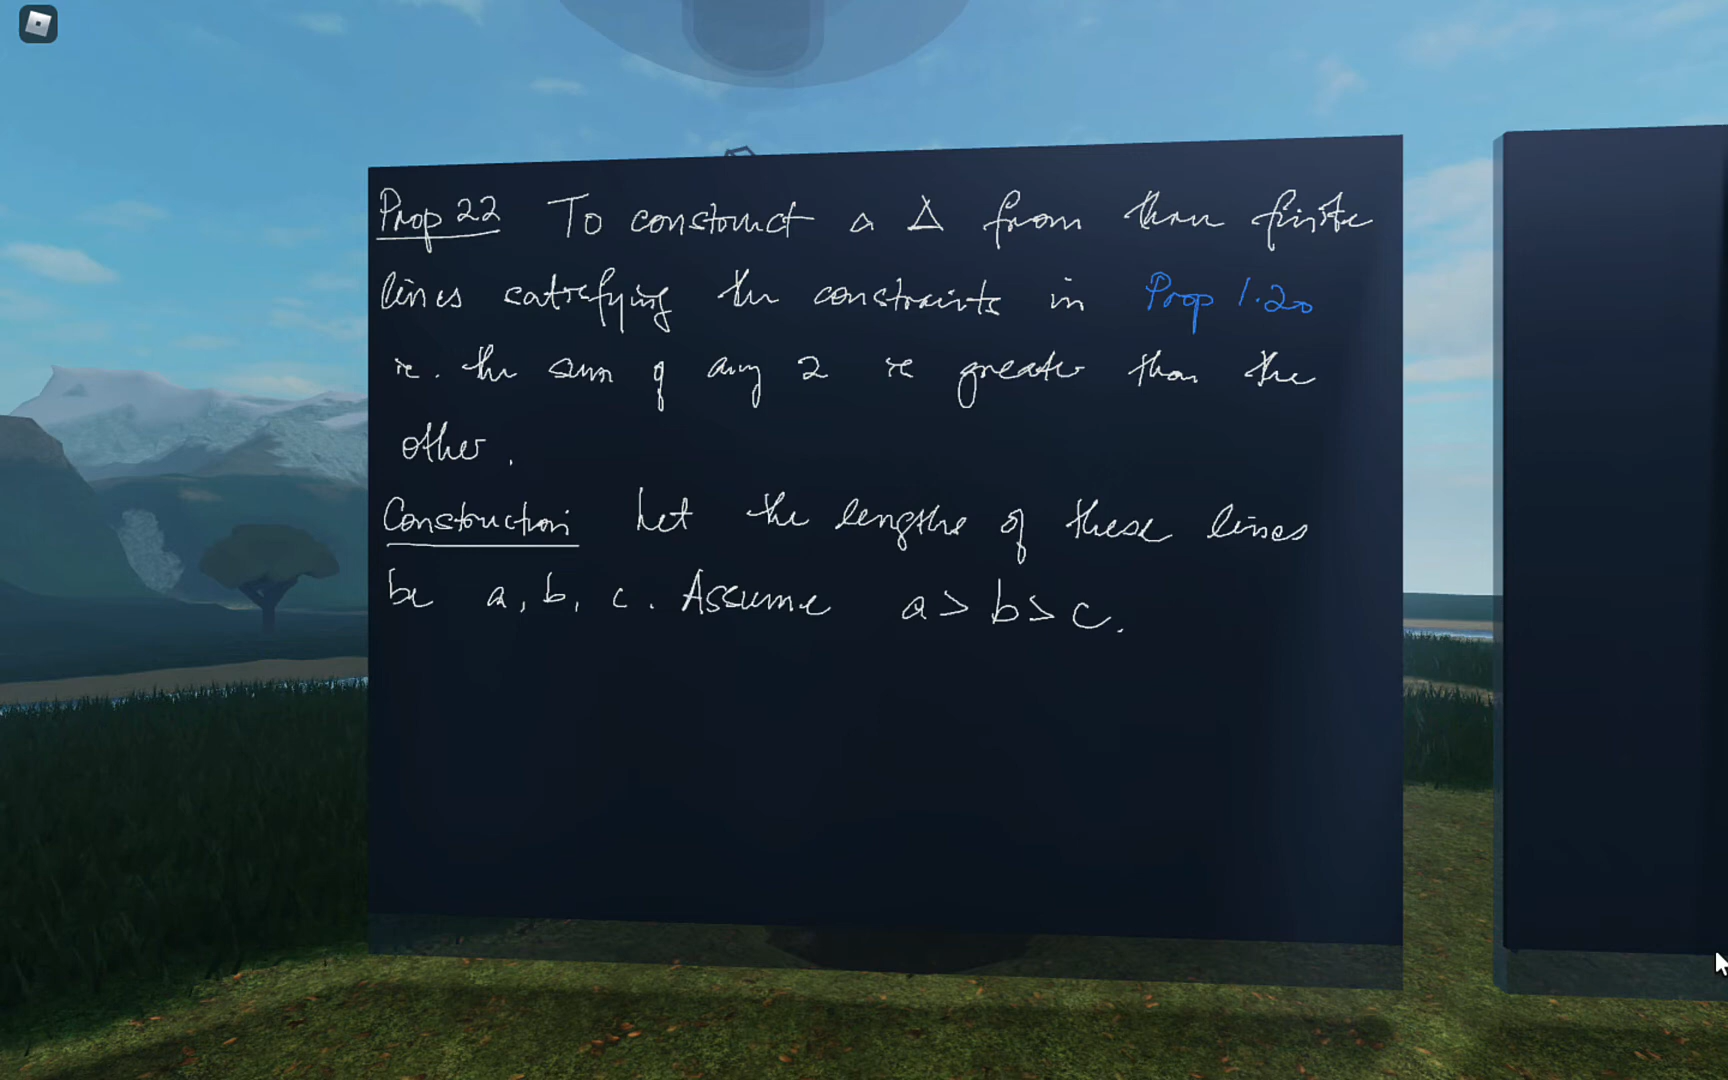 Prop 22 To construct a Δ from three finite
lines satisfying the constraints in Prop 1.20
ie. the sum of any 2 is greater than the
other.
Construction Let the lengths of these lines
be a, b, c. Assume a > b > c.